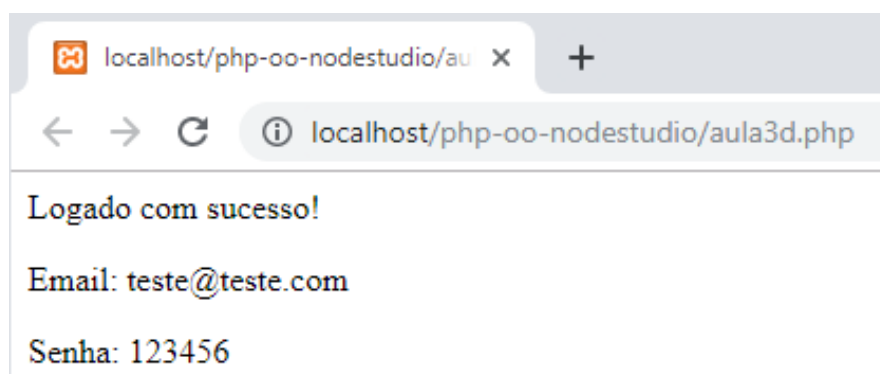 localhost/php-oo-nodestudio/au
localhost/php-oo-nodestudio/aula3d.php
Logado com sucesso!
Email: teste@teste.com
Senha: 123456